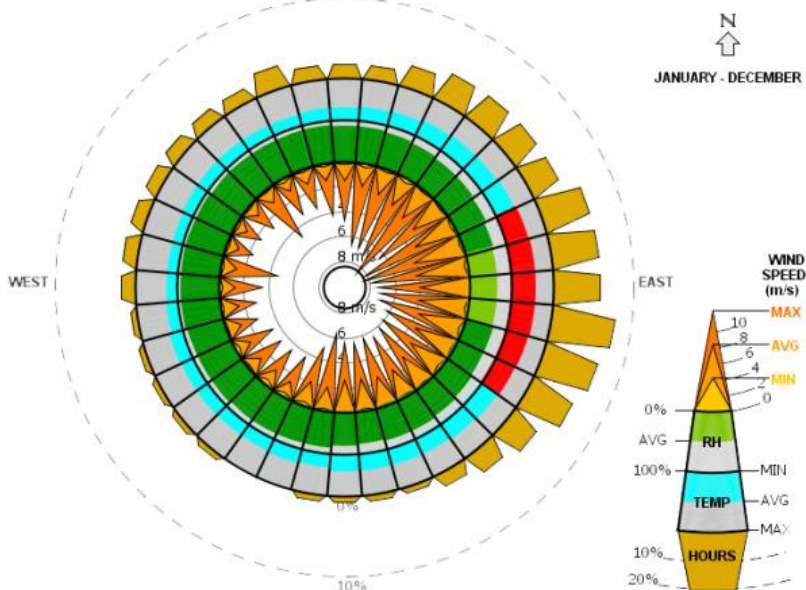 N
JANUARY - DECEMBER
6
8 m/s
WEST
EAST
8 m/s
6
0%
10%
WIND
SPEED
(m/s)
MAX
10
8
AVG
6
4
MIN
2
0
0%
AVG
RH
100%
MIN
TEMP
AVG
MAX
HOURS
10%
20%